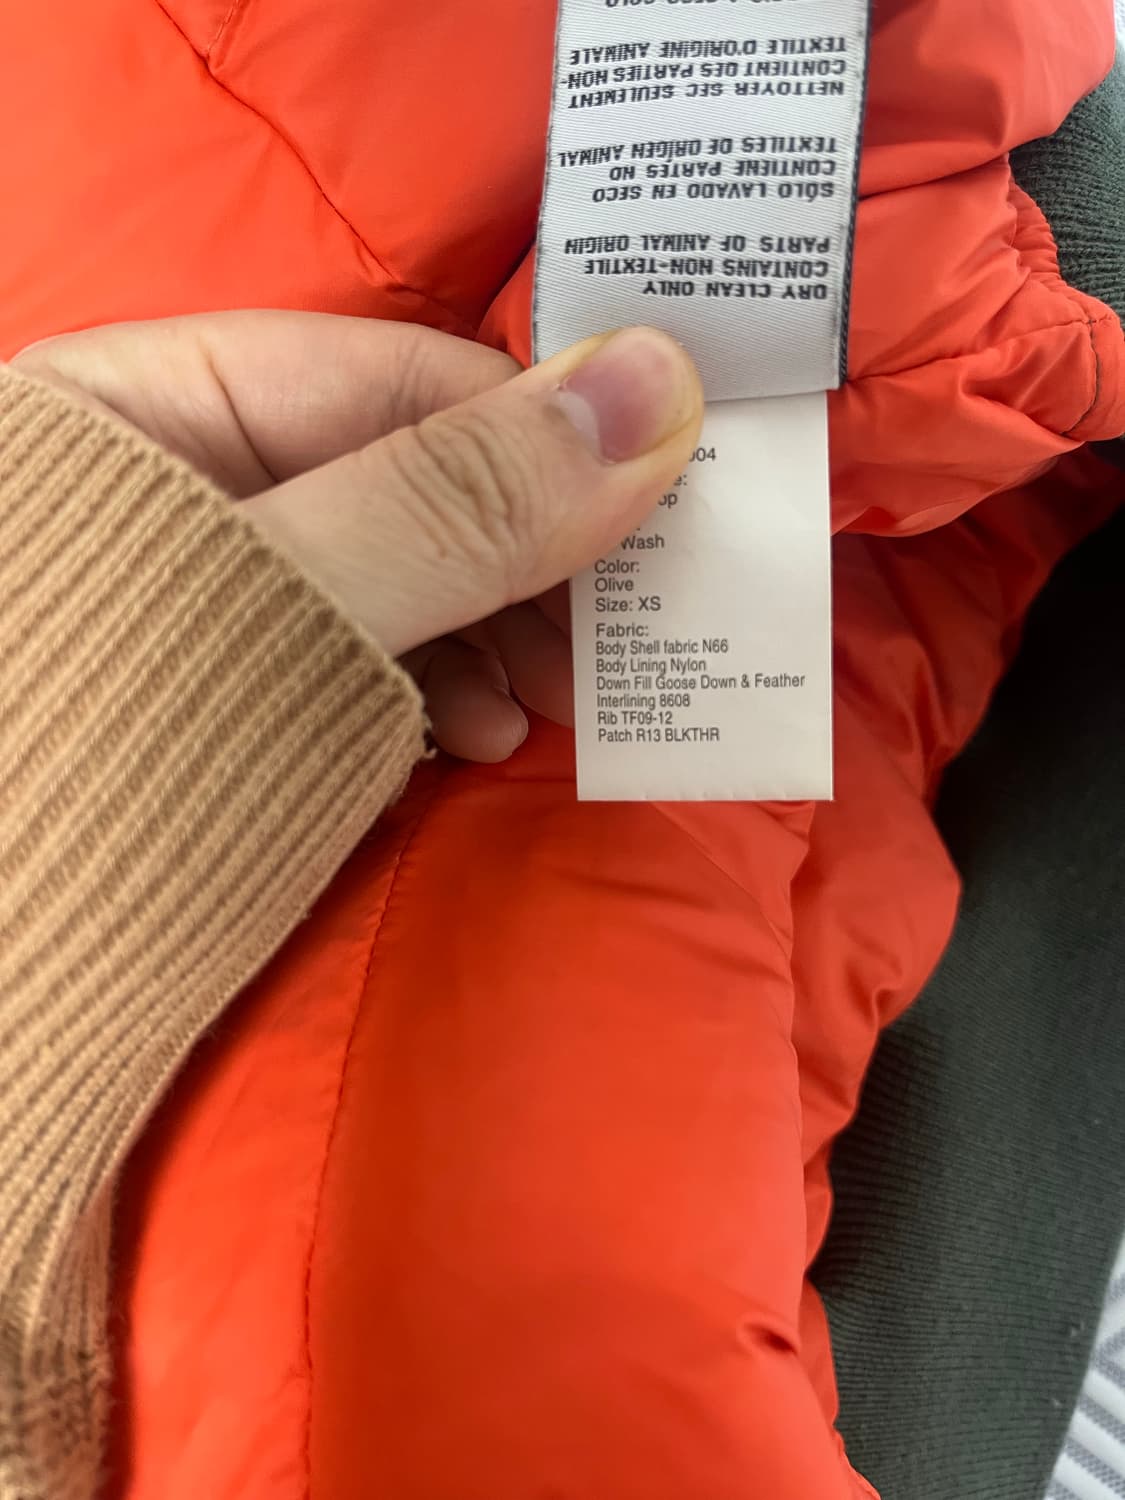 DRY CLEAN ONLY
CONTAINS NON-TEXTILE
PARTS OF ANIMAL ORIGIN
SÓLO LAVADO EN SECO
CONTIENE PARTES NO
TEXTILES DE ORIGEN ANIMAL
NETTOYER SEC SEULEMENT
CONTIENT DES PARTIES NON-
TEXTILE D'ORIGINE ANIMALE
04
Wash
Color:
Olive
Size: XS
Fabric:
Body Shell fabric N66
Body Lining Nylon
Down Fill Goose Down & Feather
Interlining 8608
Rib TF09-12
Patch R13 BLKTHR